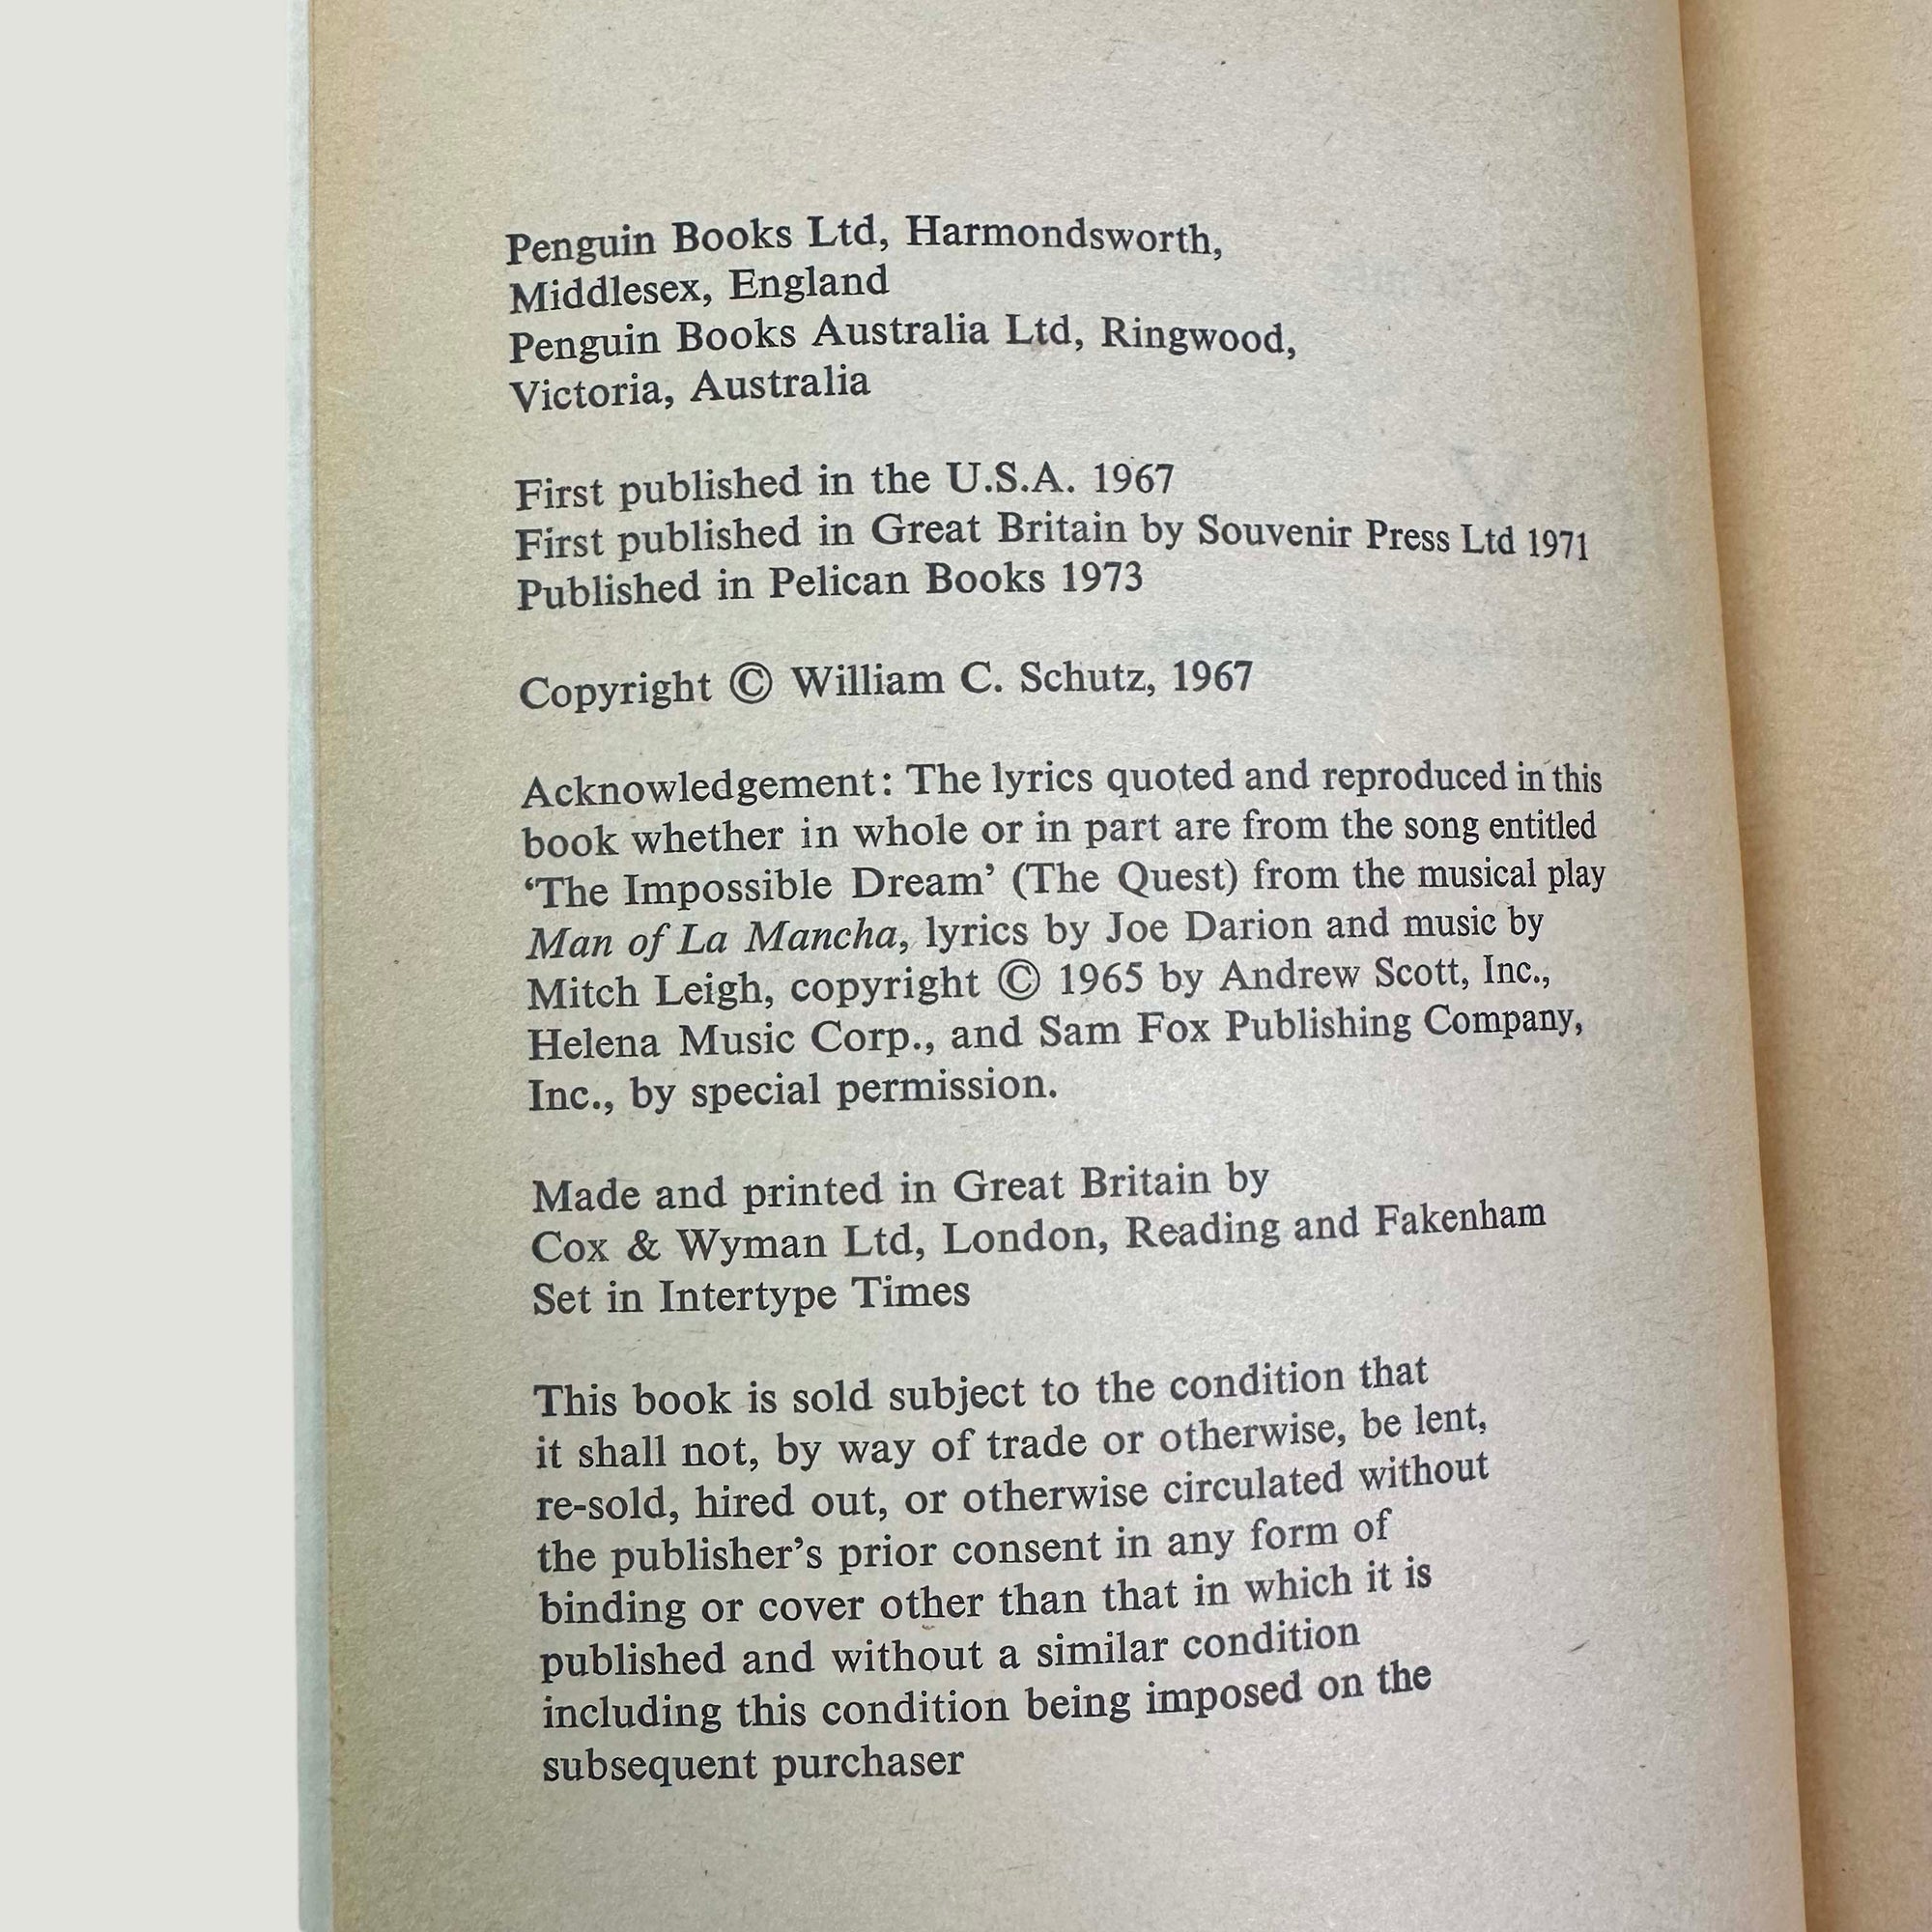 Penguin Books Ltd, Harmondsworth,
Middlesex, England
Penguin Books Australia Ltd, Ringwood,
Victoria, Australia
First published in the U.S.A. 1967
First published in Great Britain by Souvenir Press Ltd 1971
Published in Pelican Books 1973
Copyright © William C. Schutz, 1967
Acknowledgement: The lyrics quoted and reproduced in this
book whether in whole or in part are from the song entitled
‘The Impossible Dream’ (The Quest) from the musical play
Man of La Mancha, lyrics by Joe Darion and music by
Mitch Leigh, copyright © 1965 by Andrew Scott, Inc.,
Helena Music Corp., and Sam Fox Publishing Company,
Inc., by special permission.
Made and printed in Great Britain by
Cox & Wyman Ltd, London, Reading and Fakenham
Set in Intertype Times
This book is sold subject to the condition that
it shall not, by way of trade or otherwise, be lent,
re-sold, hired out, or otherwise circulated without
the publisher’s prior consent in any form of
binding or cover other than that in which it is
published and without a similar condition
including this condition being imposed on the
subsequent purchaser